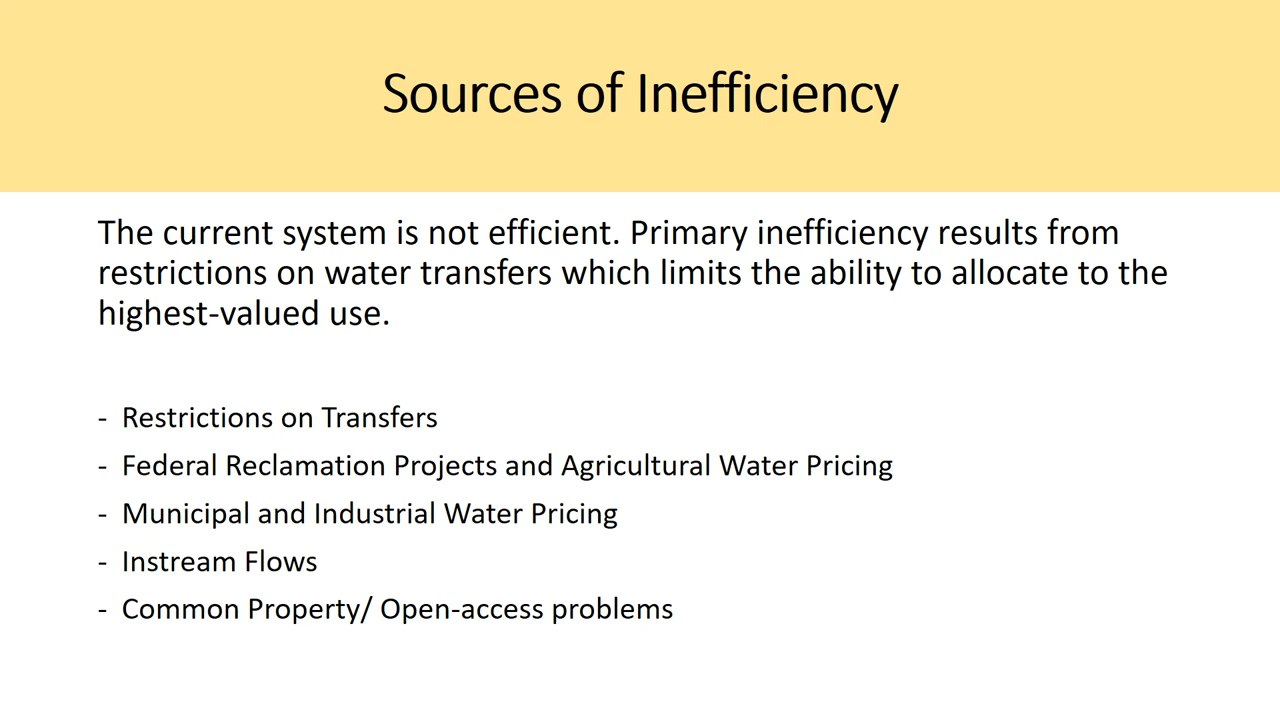 Sources of Inefficiency
The current system is not efficient. Primary inefficiency results from
restrictions on water transfers which limits the ability to allocate to the
highest-valued use.
- Restrictions on Transfers
- Federal Reclamation Projects and Agricultural Water Pricing
- Municipal and Industrial Water Pricing
- Instream Flows
- Common Property/ Open-access problems